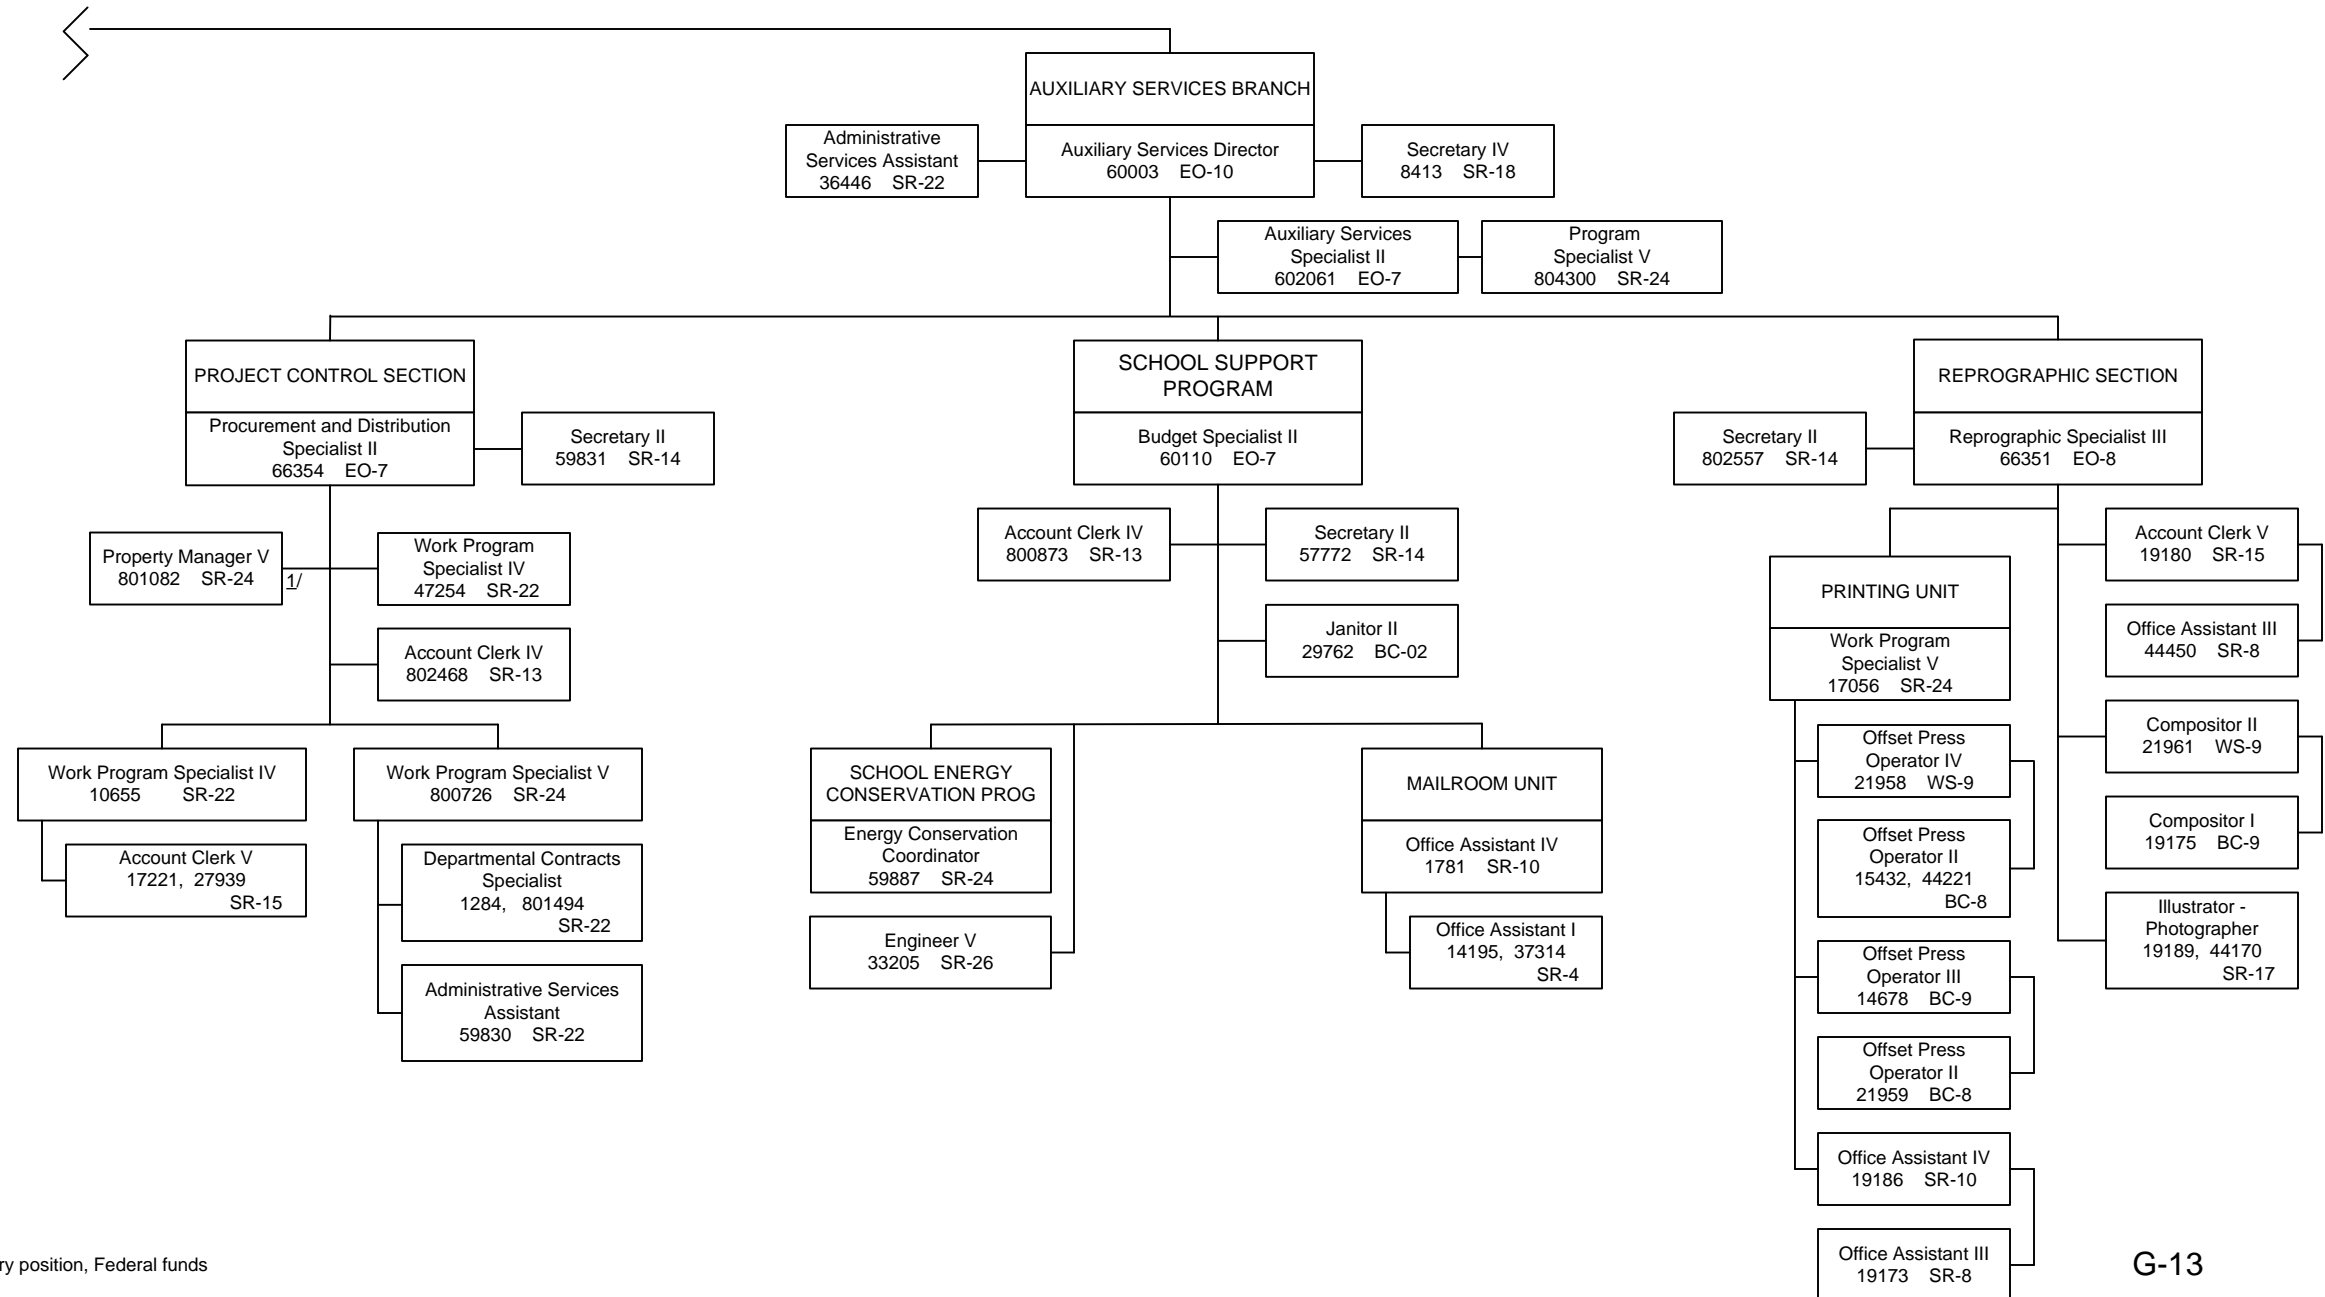 AUXILIARY SERVICES BRANCH
Administrative
Services Assistant
36446 SR-22
Auxiliary Services Director
60003 EO-10
Secretary IV
8413 SR-18
Auxiliary Services
Specialist II
602061 EO-7
Program
Specialist V
804300 SR-24
PROJECT CONTROL SECTION
Procurement and Distribution
Specialist II
66354 EO-7
Secretary II
59831 SR-14
Property Manager V
801082 SR-24
1/
Work Program
Specialist IV
47254 SR-22
Account Clerk IV
802468 SR-13
Work Program Specialist IV
10655 SR-22
Account Clerk V
17221, 27939
SR-15
Work Program Specialist V
800726 SR-24
Departmental Contracts
Specialist
1284, 801494
SR-22
Administrative Services
Assistant
59830 SR-22
SCHOOL SUPPORT
PROGRAM
Budget Specialist II
60110 EO-7
Account Clerk IV
800873 SR-13
Secretary II
57772 SR-14
Janitor II
29762 BC-02
SCHOOL ENERGY
CONSERVATION PROG
Energy Conservation
Coordinator
59887 SR-24
Engineer V
33205 SR-26
MAILROOM UNIT
Office Assistant IV
1781 SR-10
Office Assistant I
14195, 37314
SR-4
REPROGRAPHIC SECTION
Secretary II
802557 SR-14
Reprographic Specialist III
66351 EO-8
PRINTING UNIT
Work Program
Specialist V
17056 SR-24
Offset Press
Operator IV
21958 WS-9
Offset Press
Operator II
15432, 44221
BC-8
Offset Press
Operator III
14678 BC-9
Offset Press
Operator II
21959 BC-8
Office Assistant IV
19186 SR-10
Office Assistant III
19173 SR-8
Account Clerk V
19180 SR-15
Office Assistant III
44450 SR-8
Compositor II
21961 WS-9
Compositor I
19175 BC-9
Illustrator -
Photographer
19189, 44170
SR-17
position, Federal funds
G-13